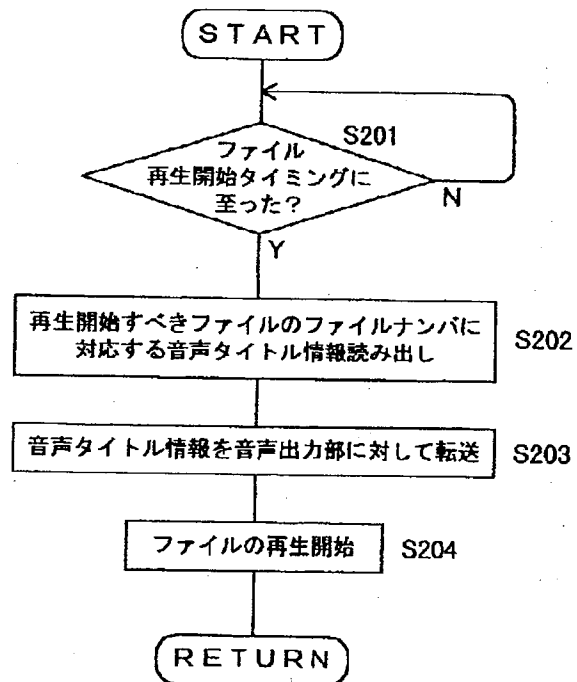 START
S201
ファイル
再生開始タイミングに
至った?
N
Y
再生開始すべきファイルのファイルナンバに
対応する音声タイトル情報読み出し
S202
音声タイトル情報を音声出力部に対して転送
S203
ファイルの再生開始
S204
RETURN